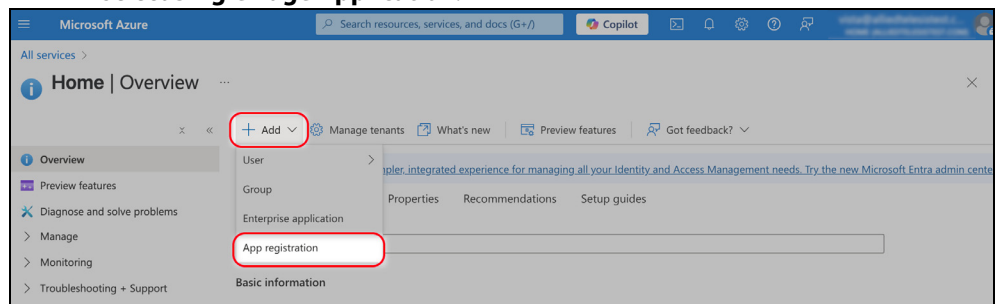 Microsoft Azure
Search resources, services, and docs (G+/)
Copilot
All services >
Home | Overview ...
+ Add
Manage tenants
What's new
Preview features
Got feedback?
Overview
Preview features
Diagnose and solve problems
> Manage
> Monitoring
> Troubleshooting + Support
User >
Group
Enterprise application
App registration
integrated experience for managing all your Identity and Access Management needs. Try the new Microsoft Entra admin cente
Properties
Recommendations
Setup guides
Basic information